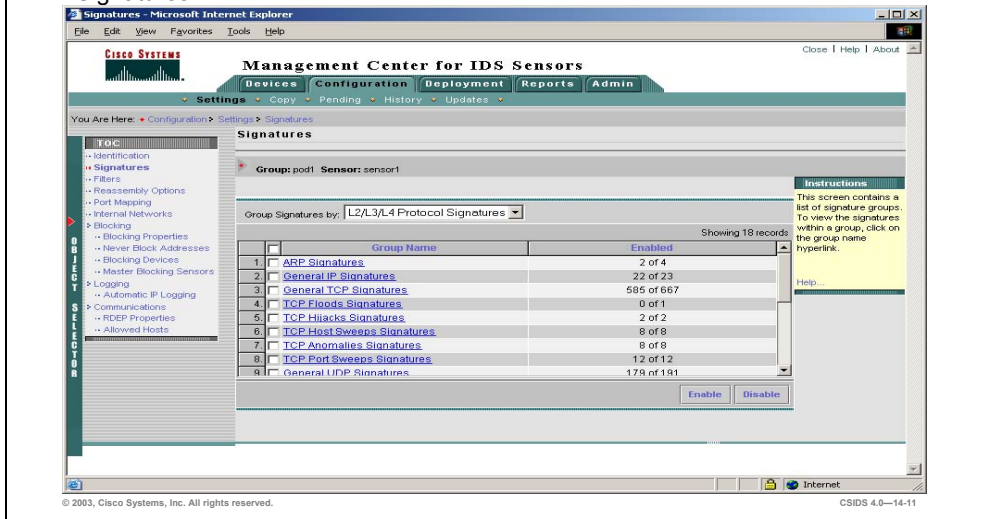 Signatures - Microsoft Internet Explorer
File Edit View Favorites Tools Help
Close | Help | About
CISCO SYSTEMS
Management Center for IDS Sensors
Devices Configuration Deployment Reports Admin
Settings Copy Pending History Updates
You Are Here: Configuration > Settings > Signatures
TOC
Identification
Signatures
Filters
Reassembly Options
Port Mapping
Internal Networks
Blocking
Blocking Properties
Never Block Addresses
Blocking Devices
Master Blocking Sensors
Logging
Automatic IP Logging
Communications
RDEP Properties
Allowed Hosts
OBJECT SELECTOR
Signatures
Group: pod1 Sensor: sensor1
Group Signatures by: L2/L3/L4 Protocol Signatures
Showing 18 records
Group Name Enabled
1. ARP Signatures 2 of 4
2. General IP Signatures 22 of 23
3. General TCP Signatures 585 of 667
4. TCP Floods Signatures 0 of 1
5. TCP Hijacks Signatures 2 of 2
6. TCP Host Sweeps Signatures 8 of 8
7. TCP Anomalies Signatures 8 of 8
8. TCP Port Sweeps Signatures 12 of 12
9. General UDP Signatures 179 of 191
Enable Disable
Instructions
This screen contains a
list of signature groups.
To view the signatures
within a group, click on
the group name
hyperlink.
Help...
Internet
© 2003, Cisco Systems, Inc. All rights reserved.
CSIDS 4.0—14-11